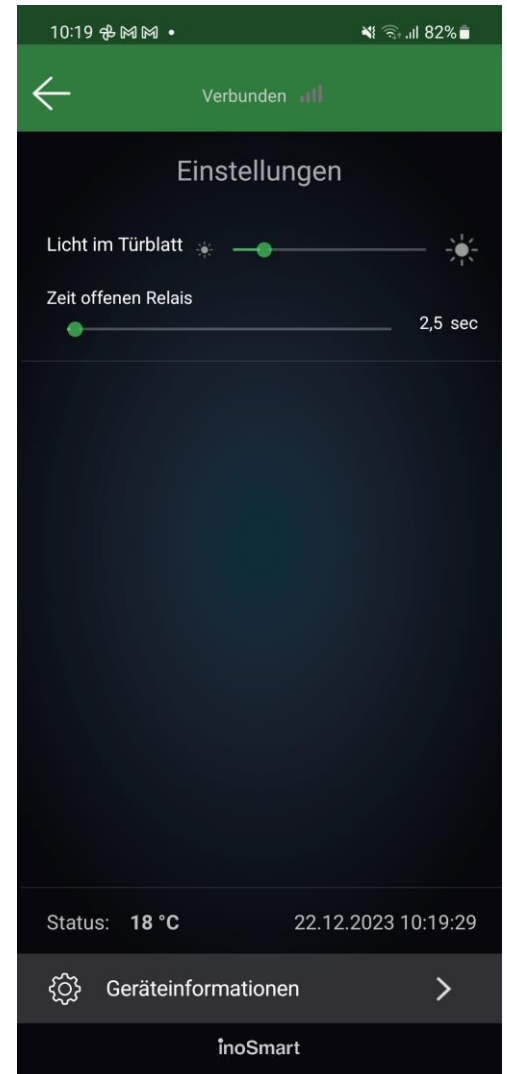 10:19 82%
Verbunden
Einstellungen
Licht im Türblatt
Zeit offenen Relais
2,5 sec
Status: 18 °C 22.12.2023 10:19:29
Geräteinformationen
inoSmart